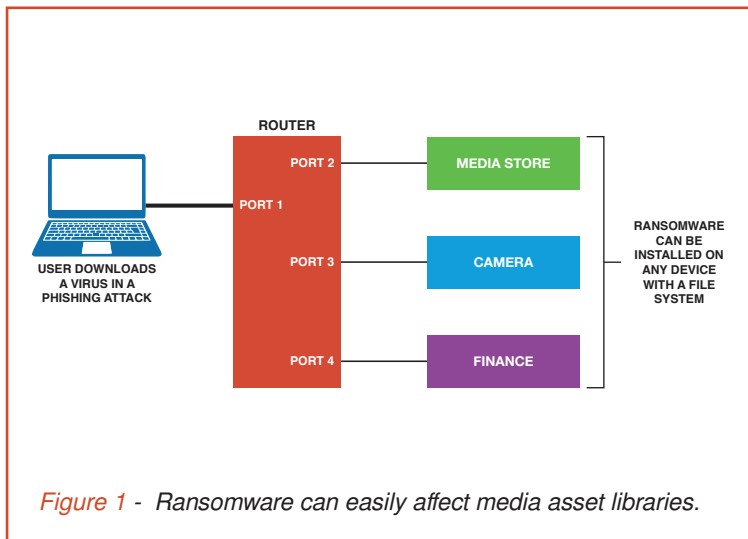 ROUTER
PORT 2
MEDIA STORE
PORT 1
USER DOWNLOADS
A VIRUS IN A
PHISHING ATTACK
PORT 3
CAMERA
RANSOMWARE
CAN BE
INSTALLED ON
ANY DEVICE
WITH A FILE
SYSTEM
PORT 4
FINANCE
Figure 1 - Ransomware can easily affect media asset libraries.